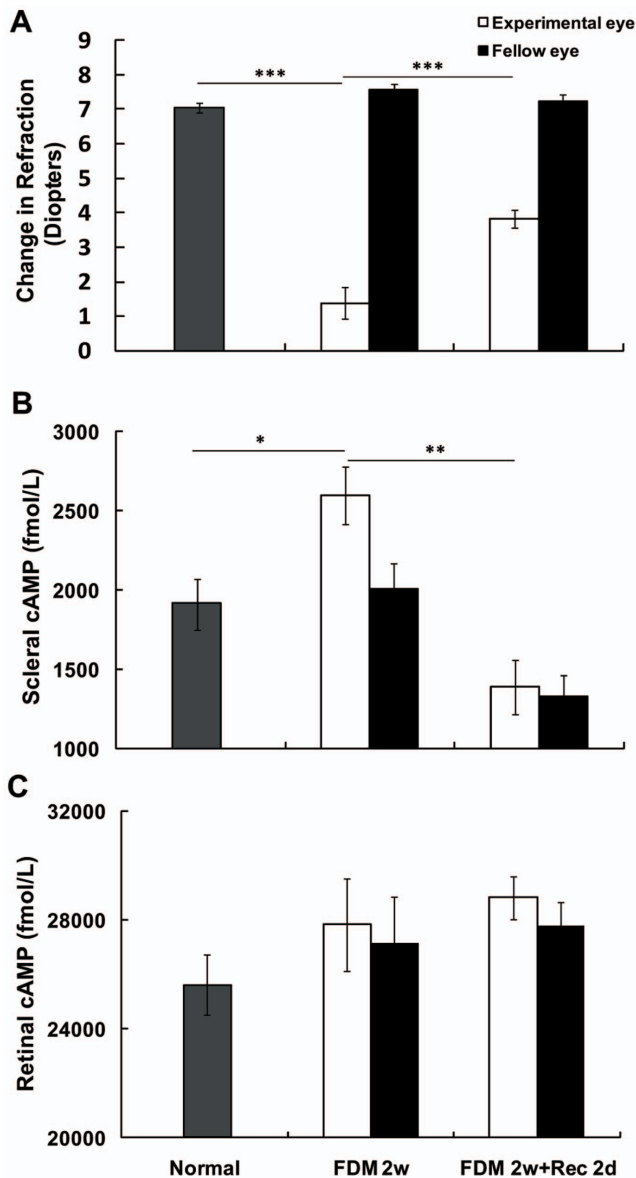 A
Experimental eye
Fellow eye
Change in Refraction
(Diopters)
9
8
7
6
5
4
3
2
1
0
***
***
B
Scleral cAMP (fmol/L)
3000
2500
2000
1500
1000
*
**
C
Retinal cAMP (fmol/L)
32000
28000
24000
20000
Normal
FDM 2w
FDM 2w+Rec 2d